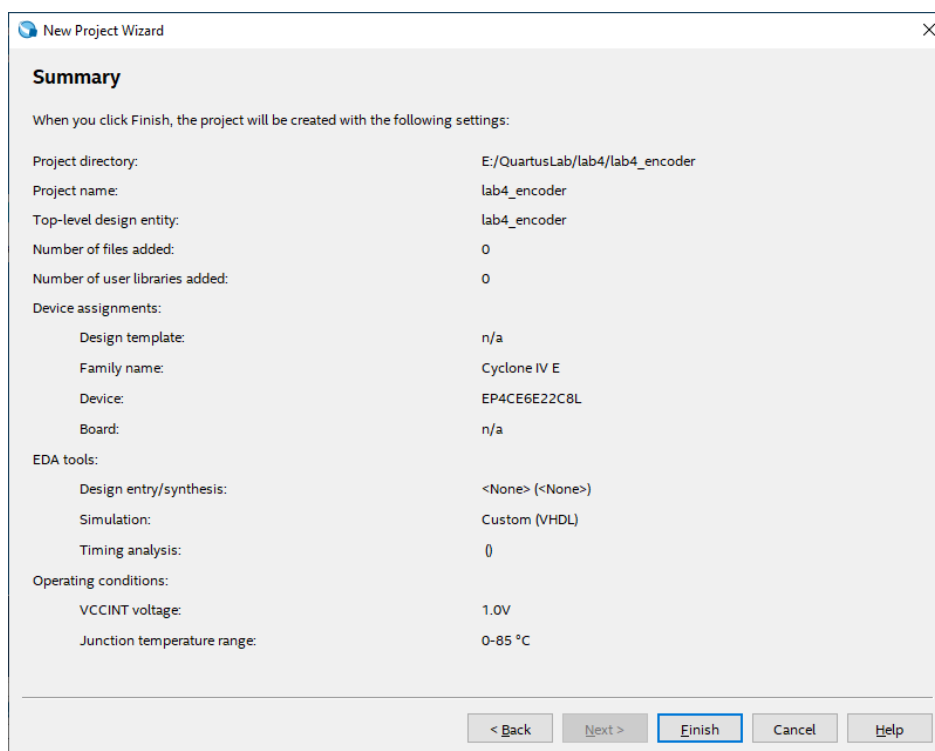 New Project Wizard
Summary
When you click Finish, the project will be created with the following settings:
Project directory: E:/QuartusLab/lab4/lab4_encoder
Project name: lab4_encoder
Top-level design entity: lab4_encoder
Number of files added: 0
Number of user libraries added: 0
Device assignments:
Design template: n/a
Family name: Cyclone IV E
Device: EP4CE6E22C8L
Board: n/a
EDA tools:
Design entry/synthesis: <None> (<None>)
Simulation: Custom (VHDL)
Timing analysis: ()
Operating conditions:
VCCINT voltage: 1.0V
Junction temperature range: 0-85 °C
< Back Next > Finish Cancel Help